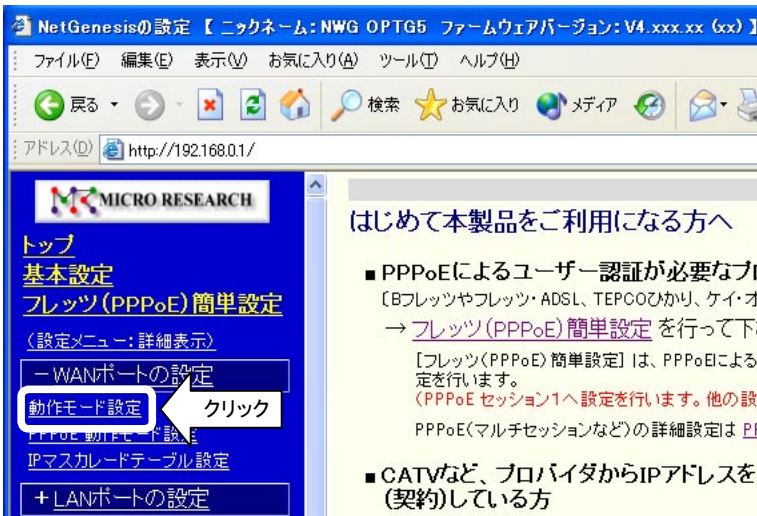 NetGenesisの設定 【 ニックネーム:NWG OPTG5 ファームウェアバージョン:V4.xxx.xx (xx) 】
ファイル(F) 編集(E) 表示(V) お気に入り(A) ツール(T) ヘルプ(H)
戻る 検索 お気に入り メディア
アドレス(D) http://192.168.0.1/
MICRO RESEARCH
トップ
基本設定
フレッツ(PPPoE)簡単設定
(設定メニュー:詳細表示)
－WANポートの設定
動作モード設定
クリック
PPPoE 動作モード設定
IPマスカレードテーブル設定
＋LANポートの設定
はじめて本製品をご利用になる方へ
■PPPoEによるユーザー認証が必要なプロ
〔Bフレッツやフレッツ・ADSL、TEPCOひかり、ケイ・オ
→ フレッツ(PPPoE)簡単設定 を行って下
[フレッツ(PPPoE)簡単設定] は、PPPoEによる
定を行います。
(PPPoE セッション1へ設定を行います。他の設
PPPoE(マルチセッションなど)の詳細設定は PP
■CATVなど、プロバイダからIPアドレスを
(契約)している方